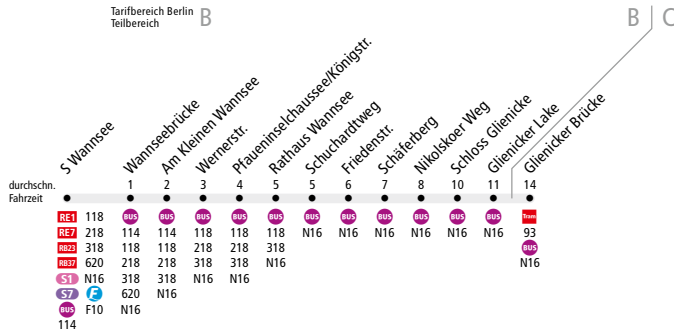 Tarifbereich Berlin B
Teilbereich
B C
S Wannsee
Wannseebrücke
Am Kleinen Wannsee
Wernerstr.
Pfaueninselchaussee/Königstr.
Rathaus Wannsee
Schuchardtweg
Friedenstr.
Schäferberg
Nikolskoer Weg
Schloss Glienicke
Glienicker Lake
Glienicker Brücke
durchschn. 1 2 3 4 5 5 6 7 8 10 11 14
Fahrzeit
RE1 118 BUS BUS BUS BUS BUS BUS BUS BUS BUS BUS BUS Tram
RE7 218 114 114 118 118 118 N16 N16 N16 N16 N16 N16 93
RB23 318 118 118 218 218 318 BUS
RB37 620 218 218 318 318 N16 N16
S1 N16 318 318 N16 N16
S7 F 620 N16
BUS F10 N16
114